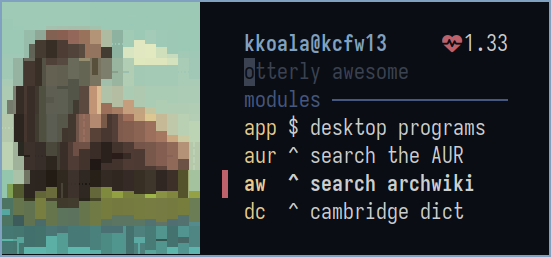 kkoala@kcfw13 1.33
otterly awesome
modules
app $ desktop programs
aur ^ search the AUR
aw ^ search archwiki
dc ^ cambridge dict